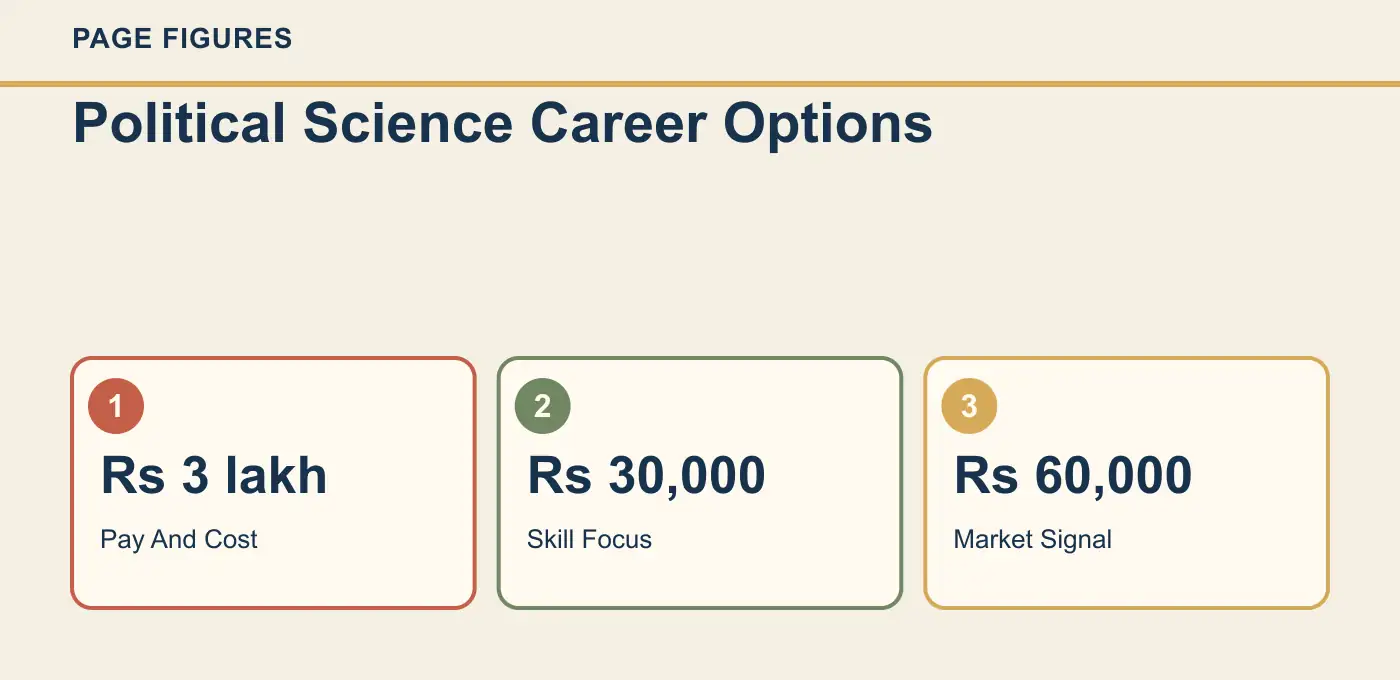 PAGE FIGURES
Political Science Career Options
1
Rs 3 lakh
Pay And Cost
2
Rs 30,000
Skill Focus
3
Rs 60,000
Market Signal